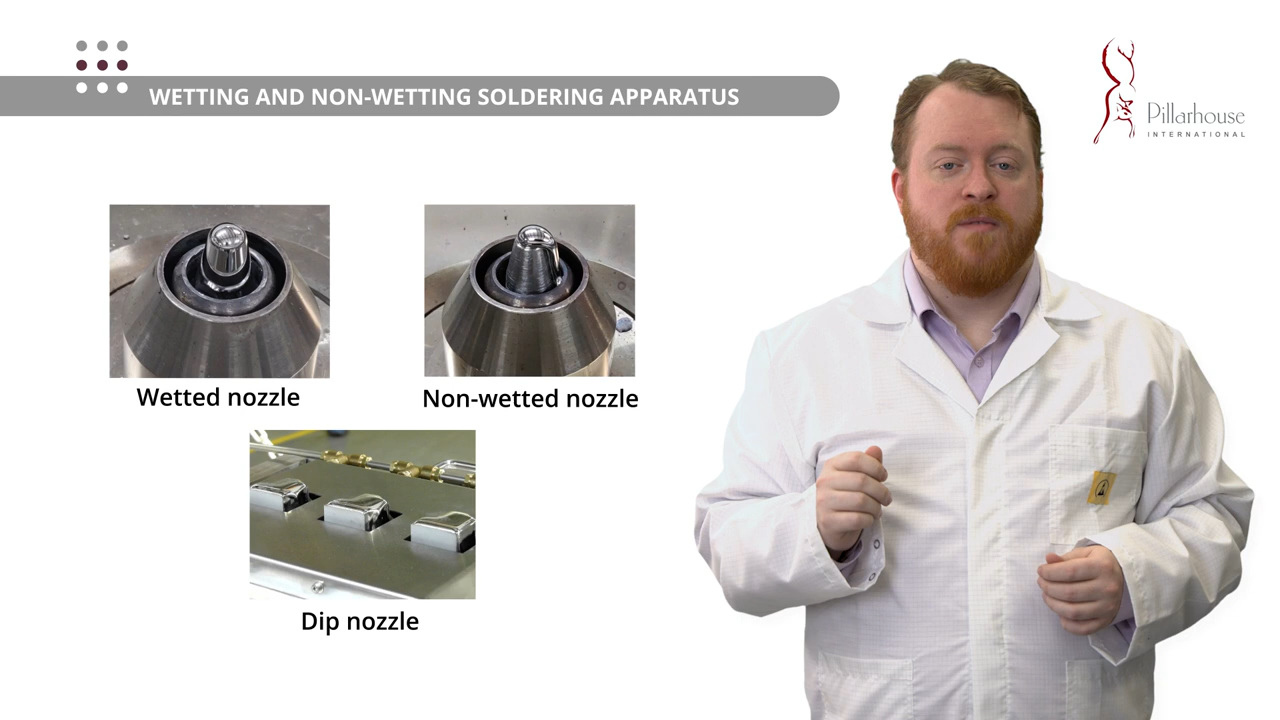 WETTING AND NON-WETTING SOLDERING APPARATUS
Pillarhouse
INTERNATIONAL
Wetted nozzle
Non-wetted nozzle
Dip nozzle